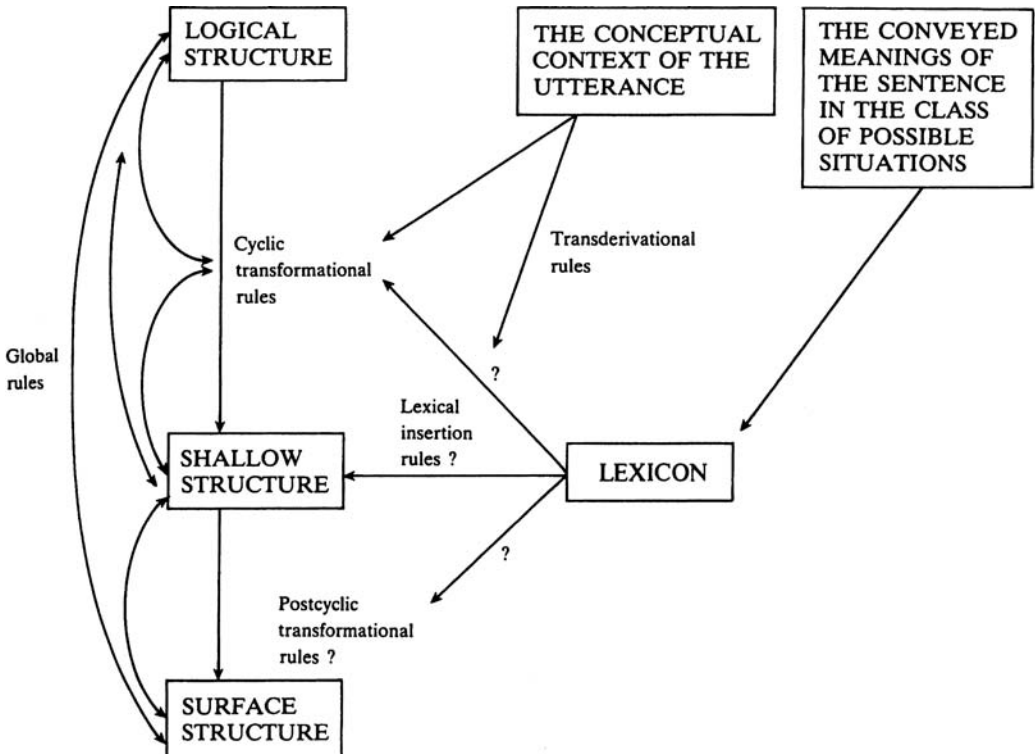 LOGICAL
STRUCTURE
THE CONCEPTUAL
CONTEXT OF THE
UTTERANCE
THE CONVEYED
MEANINGS OF
THE SENTENCE
IN THE CLASS
OF POSSIBLE
SITUATIONS
Cyclic
transformational
rules
Transderivational
rules
Global
rules
?
Lexical
insertion
rules ?
SHALLOW
STRUCTURE
LEXICON
?
Postcyclic
transformational
rules ?
SURFACE
STRUCTURE